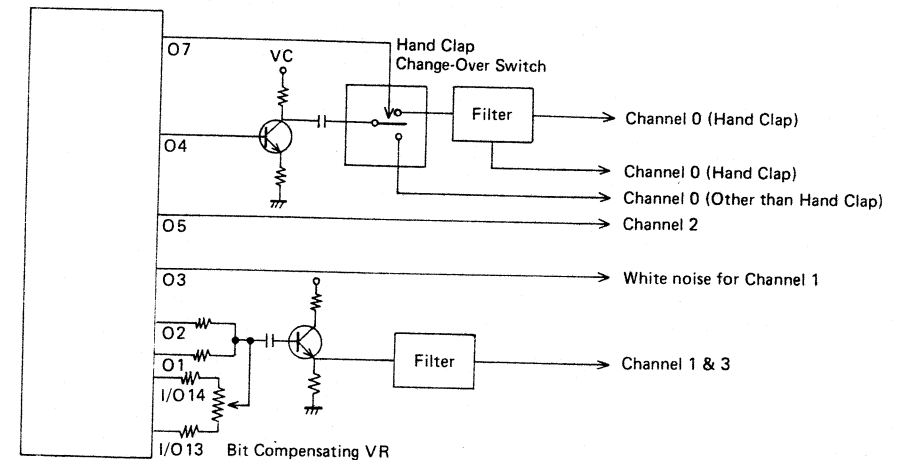 O7
Hand Clap
Change-Over Switch
VC
Filter
Channel 0 (Hand Clap)
O4
Channel 0 (Hand Clap)
Channel 0 (Other than Hand Clap)
O5
Channel 2
O3
White noise for Channel 1
O2
O1
Filter
Channel 1 & 3
I/O14
I/O13
Bit Compensating VR